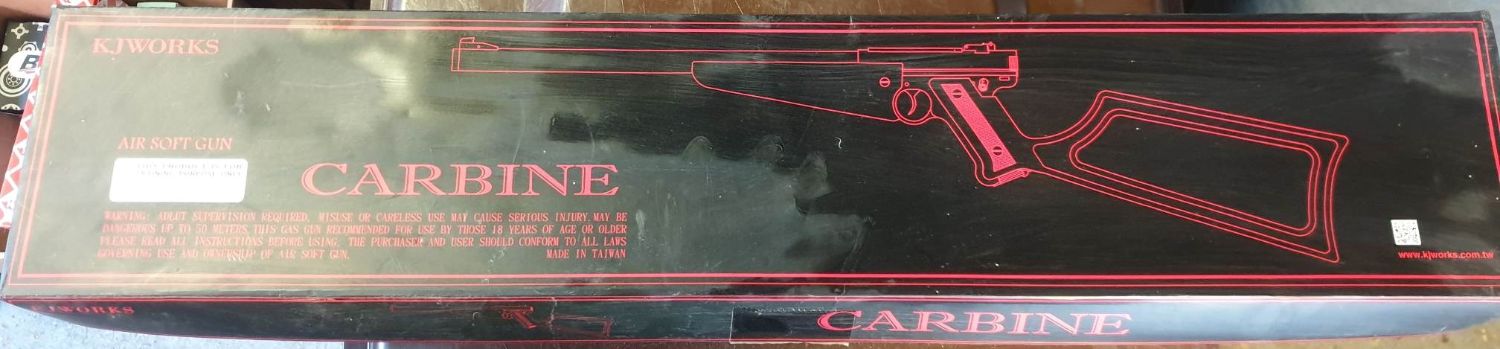 KJWORKS
AIR SOFT GUN
CARBINE
WARNING: ADLUT SUPERVISION REQUIRED. MISUSE OR CARELESS USE MAY CAUSE SERIOUS INJURY. MAY BE
DANGEROUS UP TO 50 METERS. THIS GAS GUN RECOMMENDED FOR USE BY THOSE 18 YEARS OF AGE OR OLDER
PLEASE READ ALL INSTRUCTIONS BEFORE USING. THE PURCHASER AND USER SHOULD CONFORM TO ALL LAWS
GOVERNING USE AND OWNERSHIP OF AIR SOFT GUN. MADE IN TAIWAN
www.kjworks.com.tw
KJWORKS
CARBINE
B